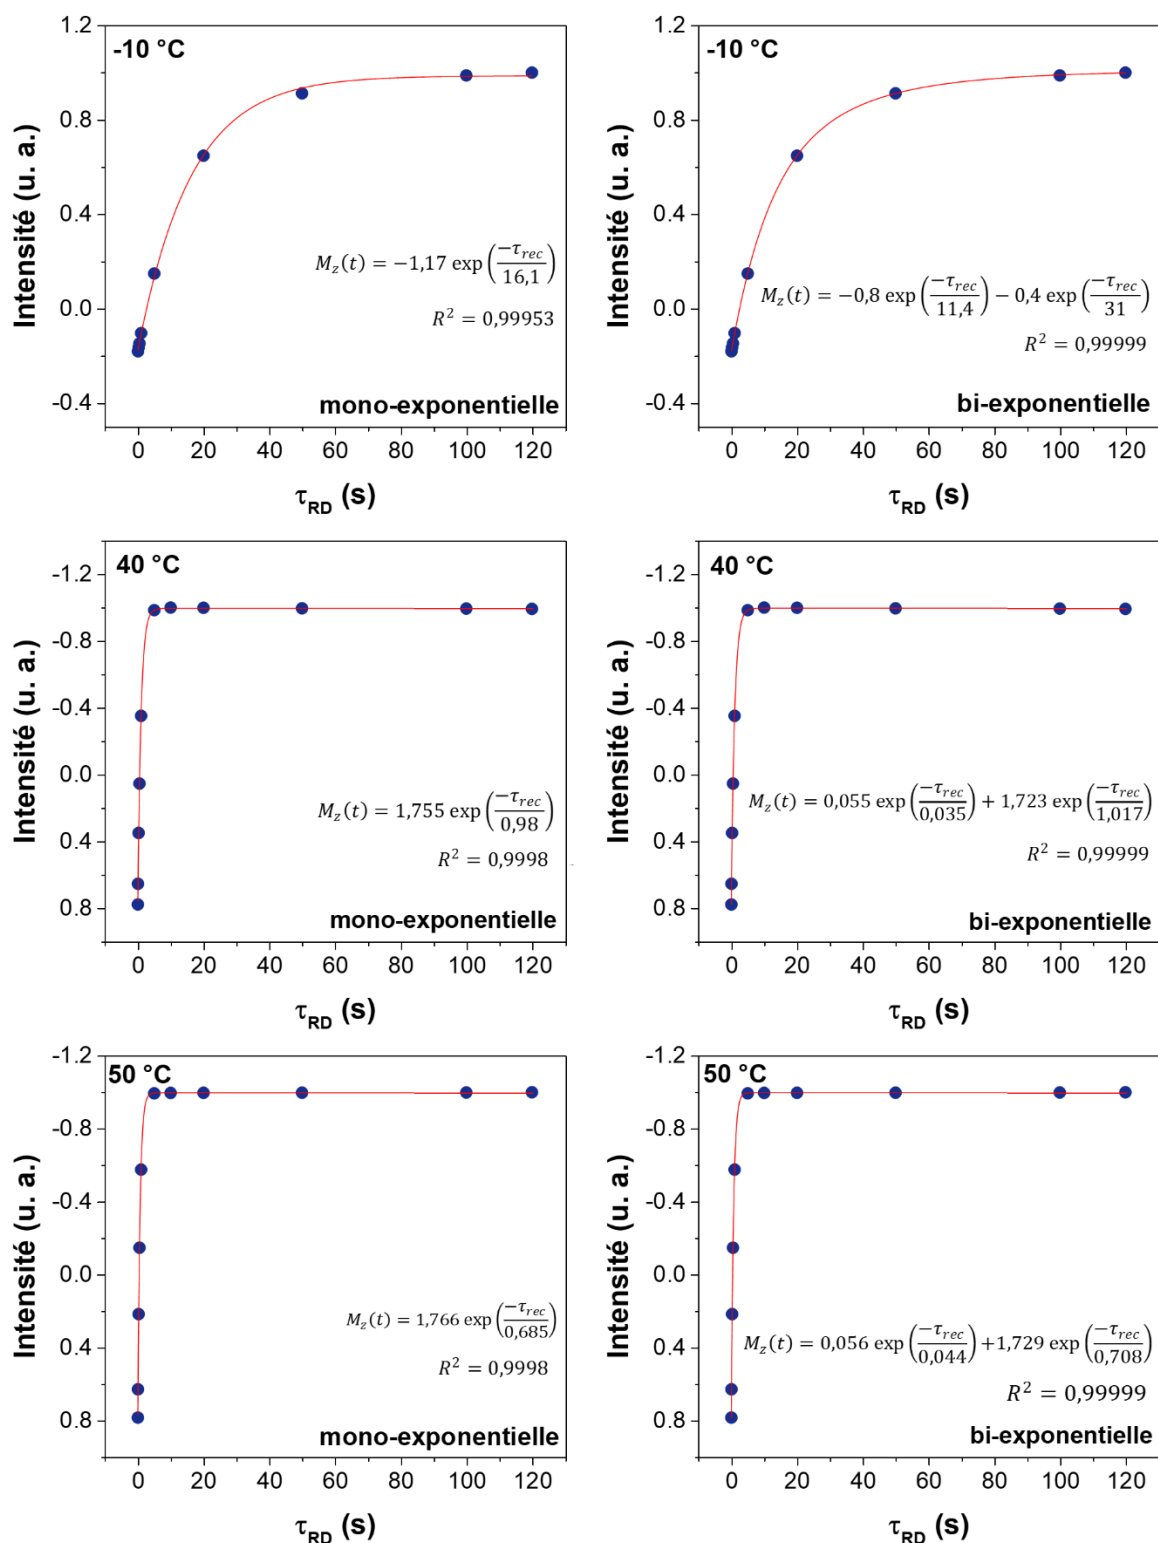 -10 °C
1.2
0.8
0.4
0.0
-0.4
Intensité (u. a.)
M_z(t) = −1,17 exp(−τ_rec/16,1)
R² = 0,99953
mono-exponentielle
0 20 40 60 80 100 120
τ_RD (s)
-10 °C
1.2
0.8
0.4
0.0
-0.4
Intensité (u. a.)
M_z(t) = −0,8 exp(−τ_rec/11,4) − 0,4 exp(−τ_rec/31)
R² = 0,99999
bi-exponentielle
0 20 40 60 80 100 120
τ_RD (s)
40 °C
-1.2
-0.8
-0.4
0.0
0.4
0.8
Intensité (u. a.)
M_z(t) = 1,755 exp(−τ_rec/0,98)
R² = 0,9998
mono-exponentielle
0 20 40 60 80 100 120
τ_RD (s)
40 °C
-1.2
-0.8
-0.4
0.0
0.4
0.8
Intensité (u. a.)
M_z(t) = 0,055 exp(−τ_rec/0,035) + 1,723 exp(−τ_rec/1,017)
R² = 0,99999
bi-exponentielle
0 20 40 60 80 100 120
τ_RD (s)
50 °C
-1.2
-0.8
-0.4
0.0
0.4
0.8
Intensité (u. a.)
M_z(t) = 1,766 exp(−τ_rec/0,685)
R² = 0,9998
mono-exponentielle
0 20 40 60 80 100 120
τ_RD (s)
50 °C
-1.2
-0.8
-0.4
0.0
0.4
0.8
Intensité (u. a.)
M_z(t) = 0,056 exp(−τ_rec/0,044) +1,729 exp(−τ_rec/0,708)
R² = 0,99999
bi-exponentielle
0 20 40 60 80 100 120
τ_RD (s)